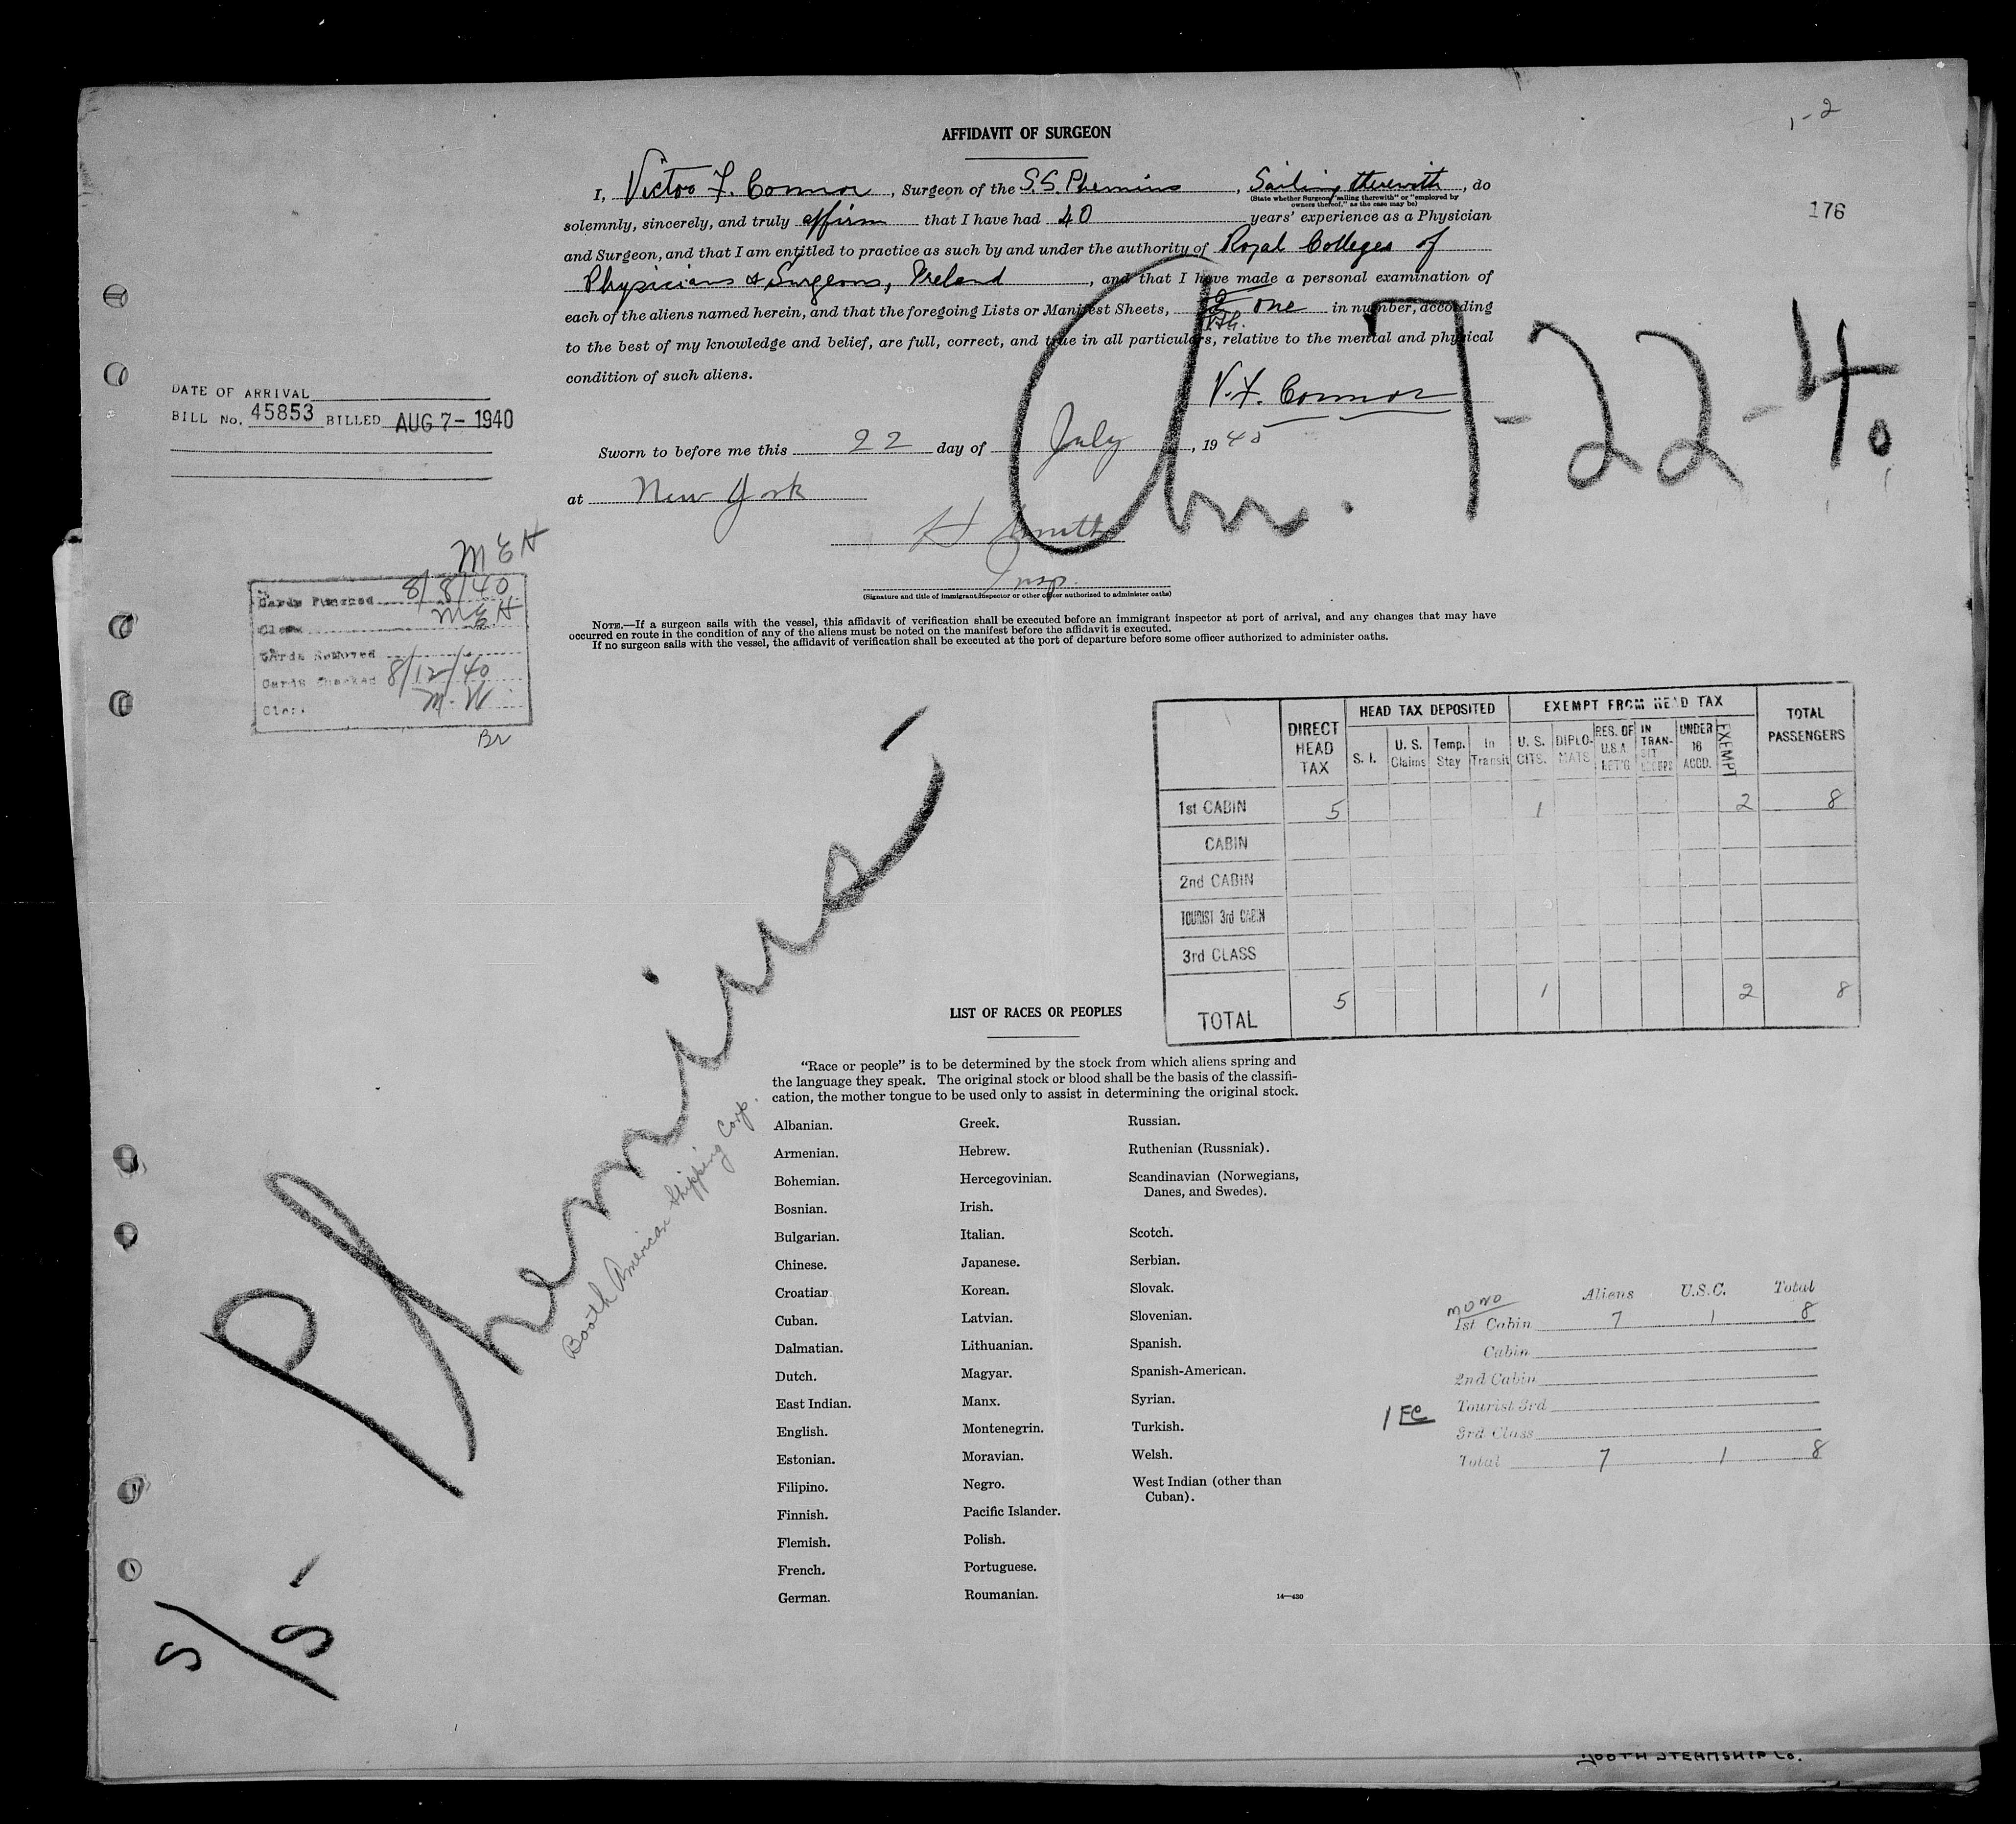 1-2
AFFIDAVIT OF SURGEON
I, Victor F. Connor, Surgeon of the S.S. Phemius, Sailing therewith, do
(State whether Surgeon "sailing therewith" or "employed by
owners thereof," as the case may be)
176
solemnly, sincerely, and truly affirm that I have had 40 years' experience as a Physician
and Surgeon, and that I am entitled to practice as such by and under the authority of Royal Colleges of
Physicians & Surgeons, Ireland, and that I have made a personal examination of
each of the aliens named herein, and that the foregoing Lists or Manifest Sheets, one in number, according
to the best of my knowledge and belief, are full, correct, and true in all particulars, relative to the mental and physical
condition of such aliens.
V.F. Connor
Sworn to before me this 22 day of July, 1940
at New York
H Smith
Insp.
(Signature and title of immigrant inspector or other officer authorized to administer oaths)
7-22-40
DATE OF ARRIVAL
BILL No. 45853 BILLED AUG 7- 1940
NOTE.—If a surgeon sails with the vessel, this affidavit of verification shall be executed before an immigrant inspector at port of arrival, and any changes that may have
occurred en route in the condition of any of the aliens must be noted on the manifest before the affidavit is executed.
If no surgeon sails with the vessel, the affidavit of verification shall be executed at the port of departure before some officer authorized to administer oaths.
MEH
Cards Punched 8/8/40
Clerk MEH
Cards Removed
Cards Checked 8/12/40
Clerk M.W
Br
DIRECT HEAD TAX
HEAD TAX DEPOSITED
EXEMPT FROM HEAD TAX
TOTAL PASSENGERS
S. I. U. S. Claims Temp. Stay In Transit U. S. CITS. DIPLOMATS RES. OF U.S.A RET'G IN TRANSIT UNDER 16 ACCD. EXEMPT
1st CABIN 5 1 2 8
CABIN
2nd CABIN
TOURIST 3rd CABIN
3rd CLASS
TOTAL 5 1 2 8
S/S Phemius
Booth American Shipping Corp.
LIST OF RACES OR PEOPLES
"Race or people" is to be determined by the stock from which aliens spring and
the language they speak. The original stock or blood shall be the basis of the classifi-
cation, the mother tongue to be used only to assist in determining the original stock.
Albanian.
Armenian.
Bohemian.
Bosnian.
Bulgarian.
Chinese.
Croatian
Cuban.
Dalmatian.
Dutch.
East Indian.
English.
Estonian.
Filipino.
Finnish.
Flemish.
French.
German.
Greek.
Hebrew.
Hercegovinian.
Irish.
Italian.
Japanese.
Korean.
Latvian.
Lithuanian.
Magyar.
Manx.
Montenegrin.
Moravian.
Negro.
Pacific Islander.
Polish.
Portuguese.
Roumanian.
Russian.
Ruthenian (Russniak).
Scandinavian (Norwegians,
Danes, and Swedes).
Scotch.
Serbian.
Slovak.
Slovenian.
Spanish.
Spanish-American.
Syrian.
Turkish.
Welsh.
West Indian (other than
Cuban).
14—430
Aliens U.S.C. Total
mono
1st Cabin 7 1 8
Cabin
2nd Cabin
Tourist 3rd
1 FC
3rd Class
Total 7 1 8
BOOTH STEAMSHIP Co.